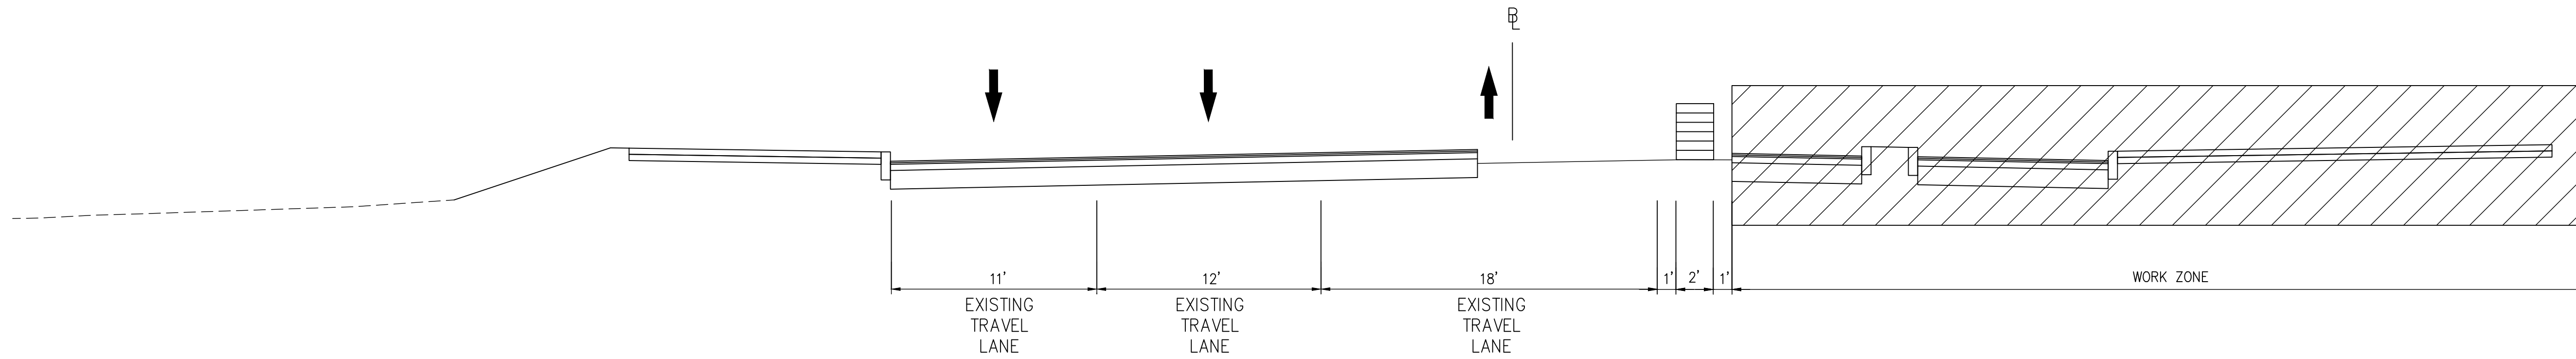 BL
11' 12' 18' 1' 2' 1' WORK ZONE
EXISTING
TRAVEL
LANE
EXISTING
TRAVEL
LANE
EXISTING
TRAVEL
LANE